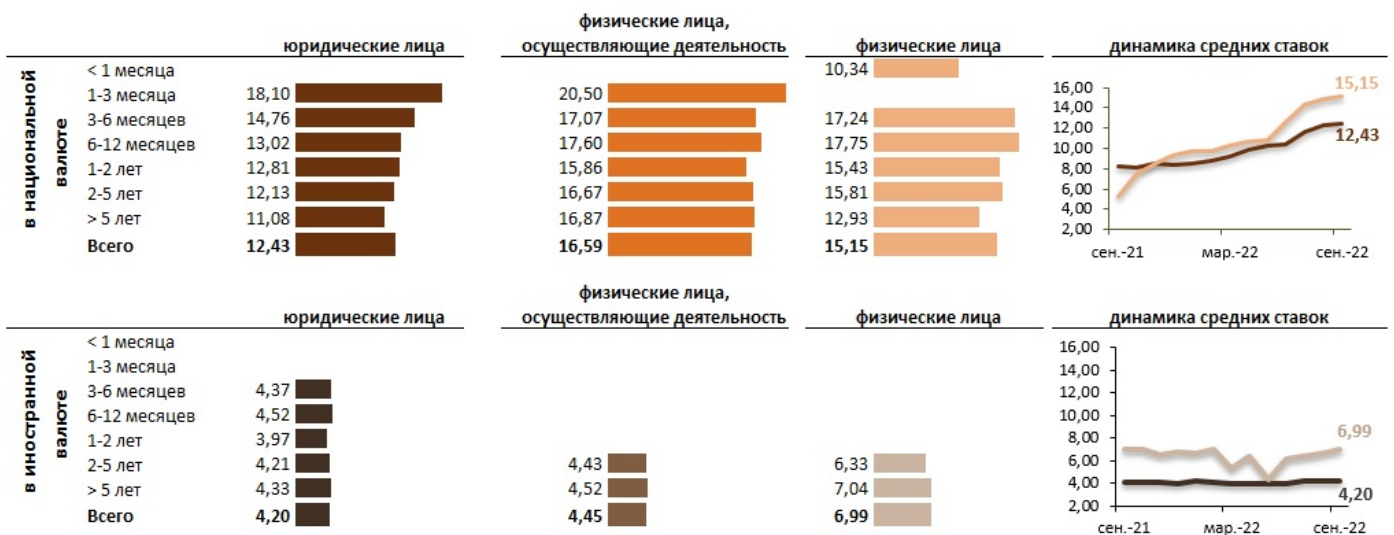 физические лица,
юридические лица осуществляющие деятельность физические лица динамика средних ставок
в национальной валюте
< 1 месяца 10,34
1-3 месяца 18,10 20,50
3-6 месяцев 14,76 17,07 17,24
6-12 месяцев 13,02 17,60 17,75
1-2 лет 12,81 15,86 15,43
2-5 лет 12,13 16,67 15,81
> 5 лет 11,08 16,87 12,93
Всего 12,43 16,59 15,15
16,00
14,00
12,00
10,00
8,00
6,00
4,00
2,00
15,15
12,43
сен.-21 мар.-22 сен.-22
физические лица,
юридические лица осуществляющие деятельность физические лица динамика средних ставок
в иностранной валюте
< 1 месяца
1-3 месяца
3-6 месяцев 4,37
6-12 месяцев 4,52
1-2 лет 3,97
2-5 лет 4,21 4,43 6,33
> 5 лет 4,33 4,52 7,04
Всего 4,20 4,45 6,99
16,00
14,00
12,00
10,00
8,00
6,00
4,00
2,00
6,99
4,20
сен.-21 мар.-22 сен.-22